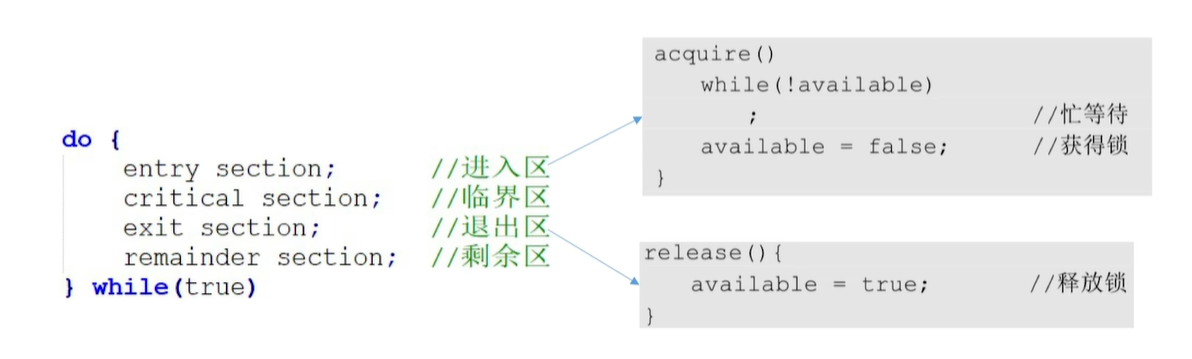 do {
entry section; //进入区
critical section; //临界区
exit section; //退出区
remainder section; //剩余区
} while(true)
acquire()
while(!available)
; //忙等待
available = false; //获得锁
}
release(){
available = true; //释放锁
}